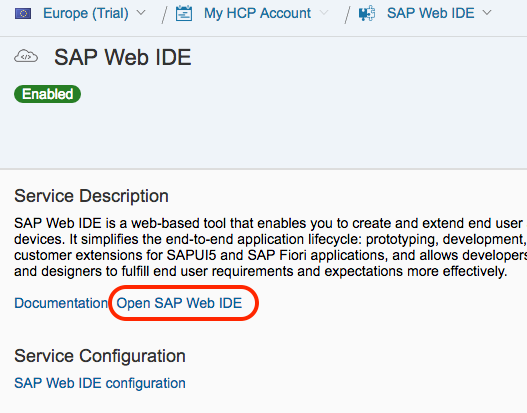 Europe (Trial) / My HCP Account / SAP Web IDE
SAP Web IDE
Enabled
Service Description
SAP Web IDE is a web-based tool that enables you to create and extend end user
devices. It simplifies the end-to-end application lifecycle: prototyping, development,
customer extensions for SAPUI5 and SAP Fiori applications, and allows developers
and designers to fulfill end user requirements and expectations more effectively.
Documentation Open SAP Web IDE
Service Configuration
SAP Web IDE configuration